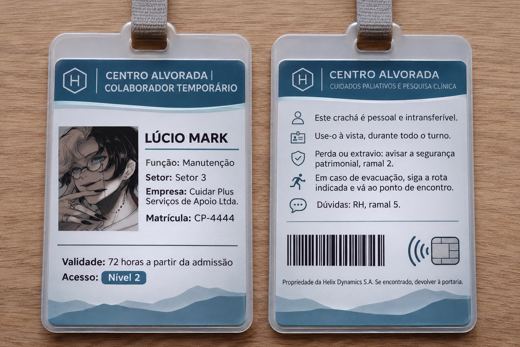 CENTRO ALVORADA |
COLABORADOR TEMPORÁRIO
LÚCIO MARK
Função: Manutenção
Setor: Setor 3
Empresa: Cuidar Plus
Serviços de Apoio Ltda.
Matrícula: CP-4444
Validade: 72 horas a partir da admissão
Acesso: Nível 2
CENTRO ALVORADA
CUIDADOS PALIATIVOS E PESQUISA CLÍNICA
Este crachá é pessoal e intransferível.
Use-o à vista, durante todo o turno.
Perda ou extravio: avisar a segurança
patrimonial, ramal 2.
Em caso de evacuação, siga a rota
indicada e vá ao ponto de encontro.
Dúvidas: RH, ramal 5.
Propriedade da Helix Dynamics S.A. Se encontrado, devolver à portaria.